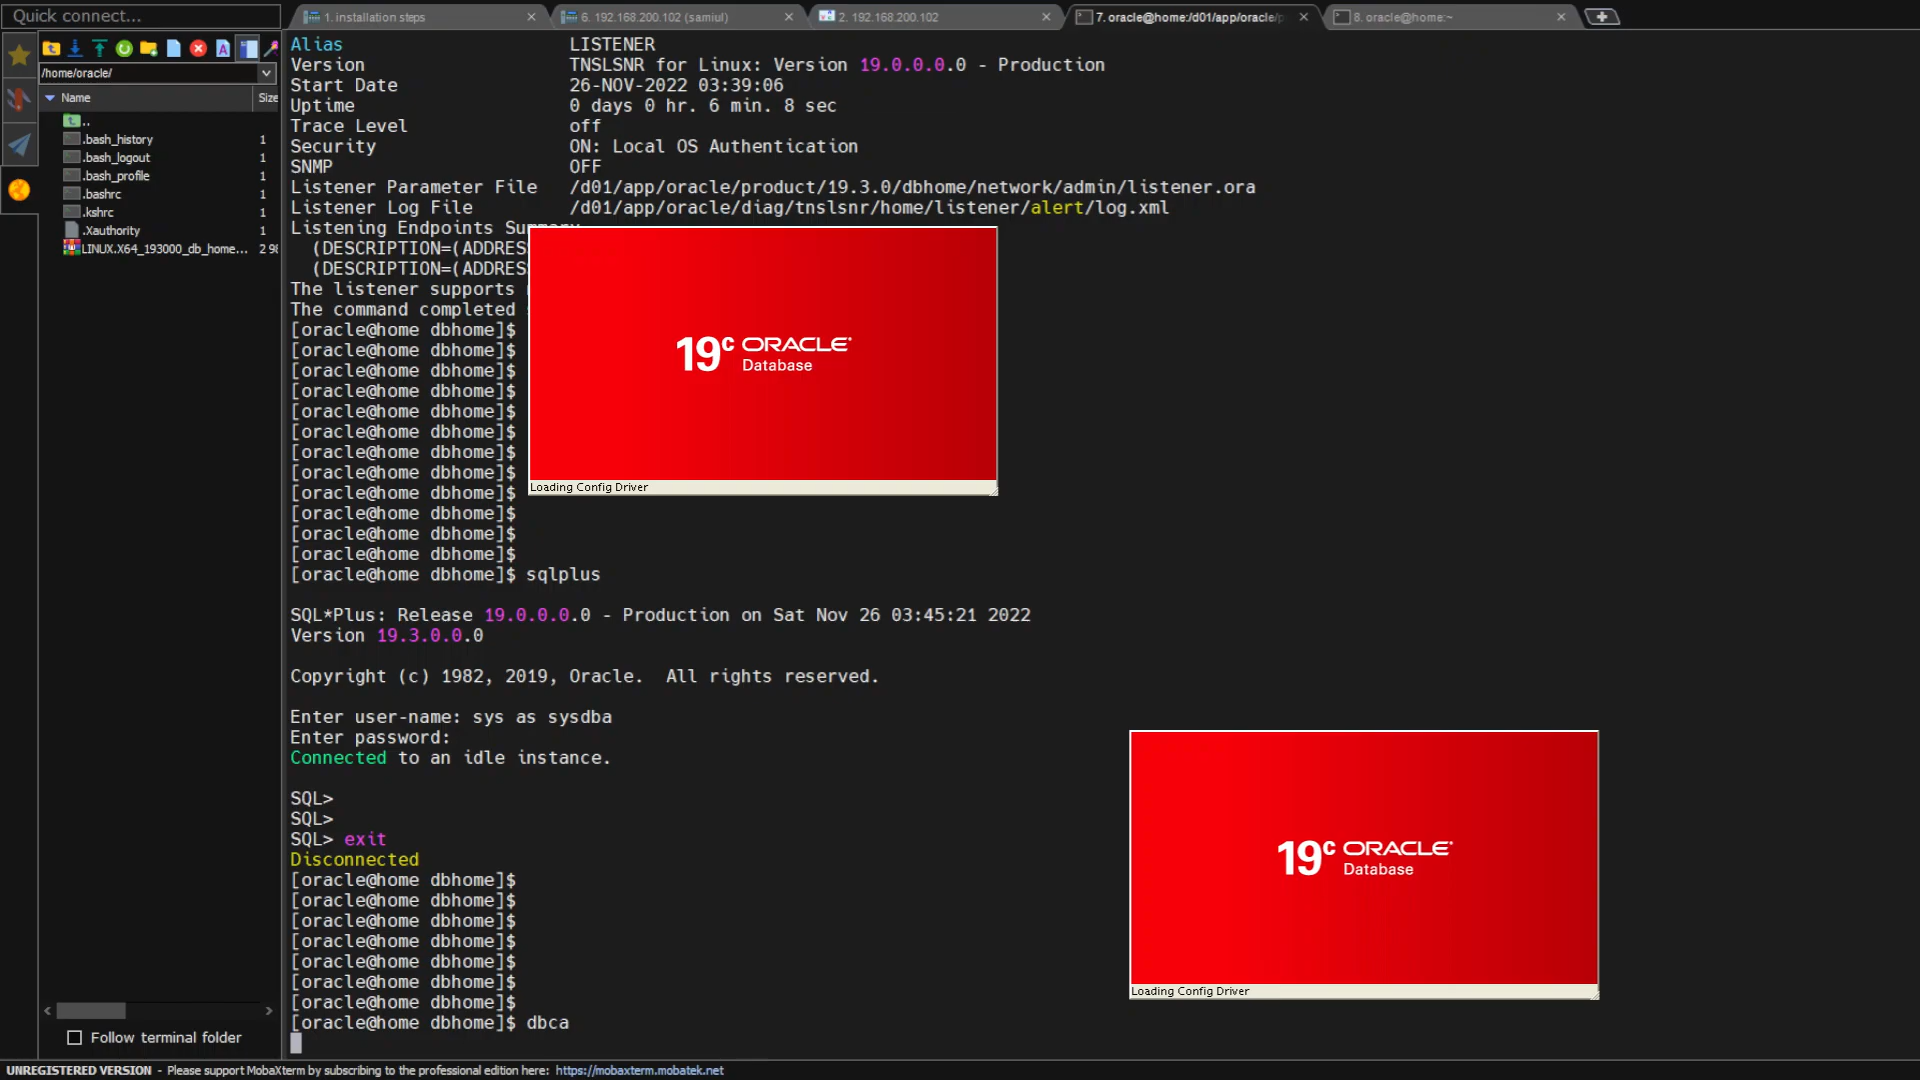 Quick connect...
1. installation steps
6. 192.168.200.102 (samiul)
2. 192.168.200.102
7. oracle@home:/d01/app/oracle/p
8. oracle@home:~
/home/oracle/
Name
Size
..
.bash_history 1
.bash_logout 1
.bash_profile 1
.bashrc 1
.kshrc 1
.Xauthority 1
LINUX.X64_193000_db_home... 2 98
Follow terminal folder
Alias LISTENER
Version TNSLSNR for Linux: Version 19.0.0.0.0 - Production
Start Date 26-NOV-2022 03:39:06
Uptime 0 days 0 hr. 6 min. 8 sec
Trace Level off
Security ON: Local OS Authentication
SNMP OFF
Listener Parameter File /d01/app/oracle/product/19.3.0/dbhome/network/admin/listener.ora
Listener Log File /d01/app/oracle/diag/tnslsnr/home/listener/alert/log.xml
Listening Endpoints Summary...
(DESCRIPTION=(ADDRESS
(DESCRIPTION=(ADDRESS
The listener supports
The command completed
[oracle@home dbhome]$
[oracle@home dbhome]$
[oracle@home dbhome]$
[oracle@home dbhome]$
[oracle@home dbhome]$
[oracle@home dbhome]$
[oracle@home dbhome]$
[oracle@home dbhome]$
[oracle@home dbhome]$
[oracle@home dbhome]$
[oracle@home dbhome]$
[oracle@home dbhome]$
[oracle@home dbhome]$ sqlplus
SQL*Plus: Release 19.0.0.0.0 - Production on Sat Nov 26 03:45:21 2022
Version 19.3.0.0.0
Copyright (c) 1982, 2019, Oracle.  All rights reserved.
Enter user-name: sys as sysdba
Enter password:
Connected to an idle instance.
SQL>
SQL>
SQL> exit
Disconnected
[oracle@home dbhome]$
[oracle@home dbhome]$
[oracle@home dbhome]$
[oracle@home dbhome]$
[oracle@home dbhome]$
[oracle@home dbhome]$
[oracle@home dbhome]$
[oracle@home dbhome]$ dbca
19c ORACLE
Database
Loading Config Driver
19c ORACLE
Database
Loading Config Driver
UNREGISTERED VERSION - Please support MobaXterm by subscribing to the professional edition here: https://mobaxterm.mobatek.net